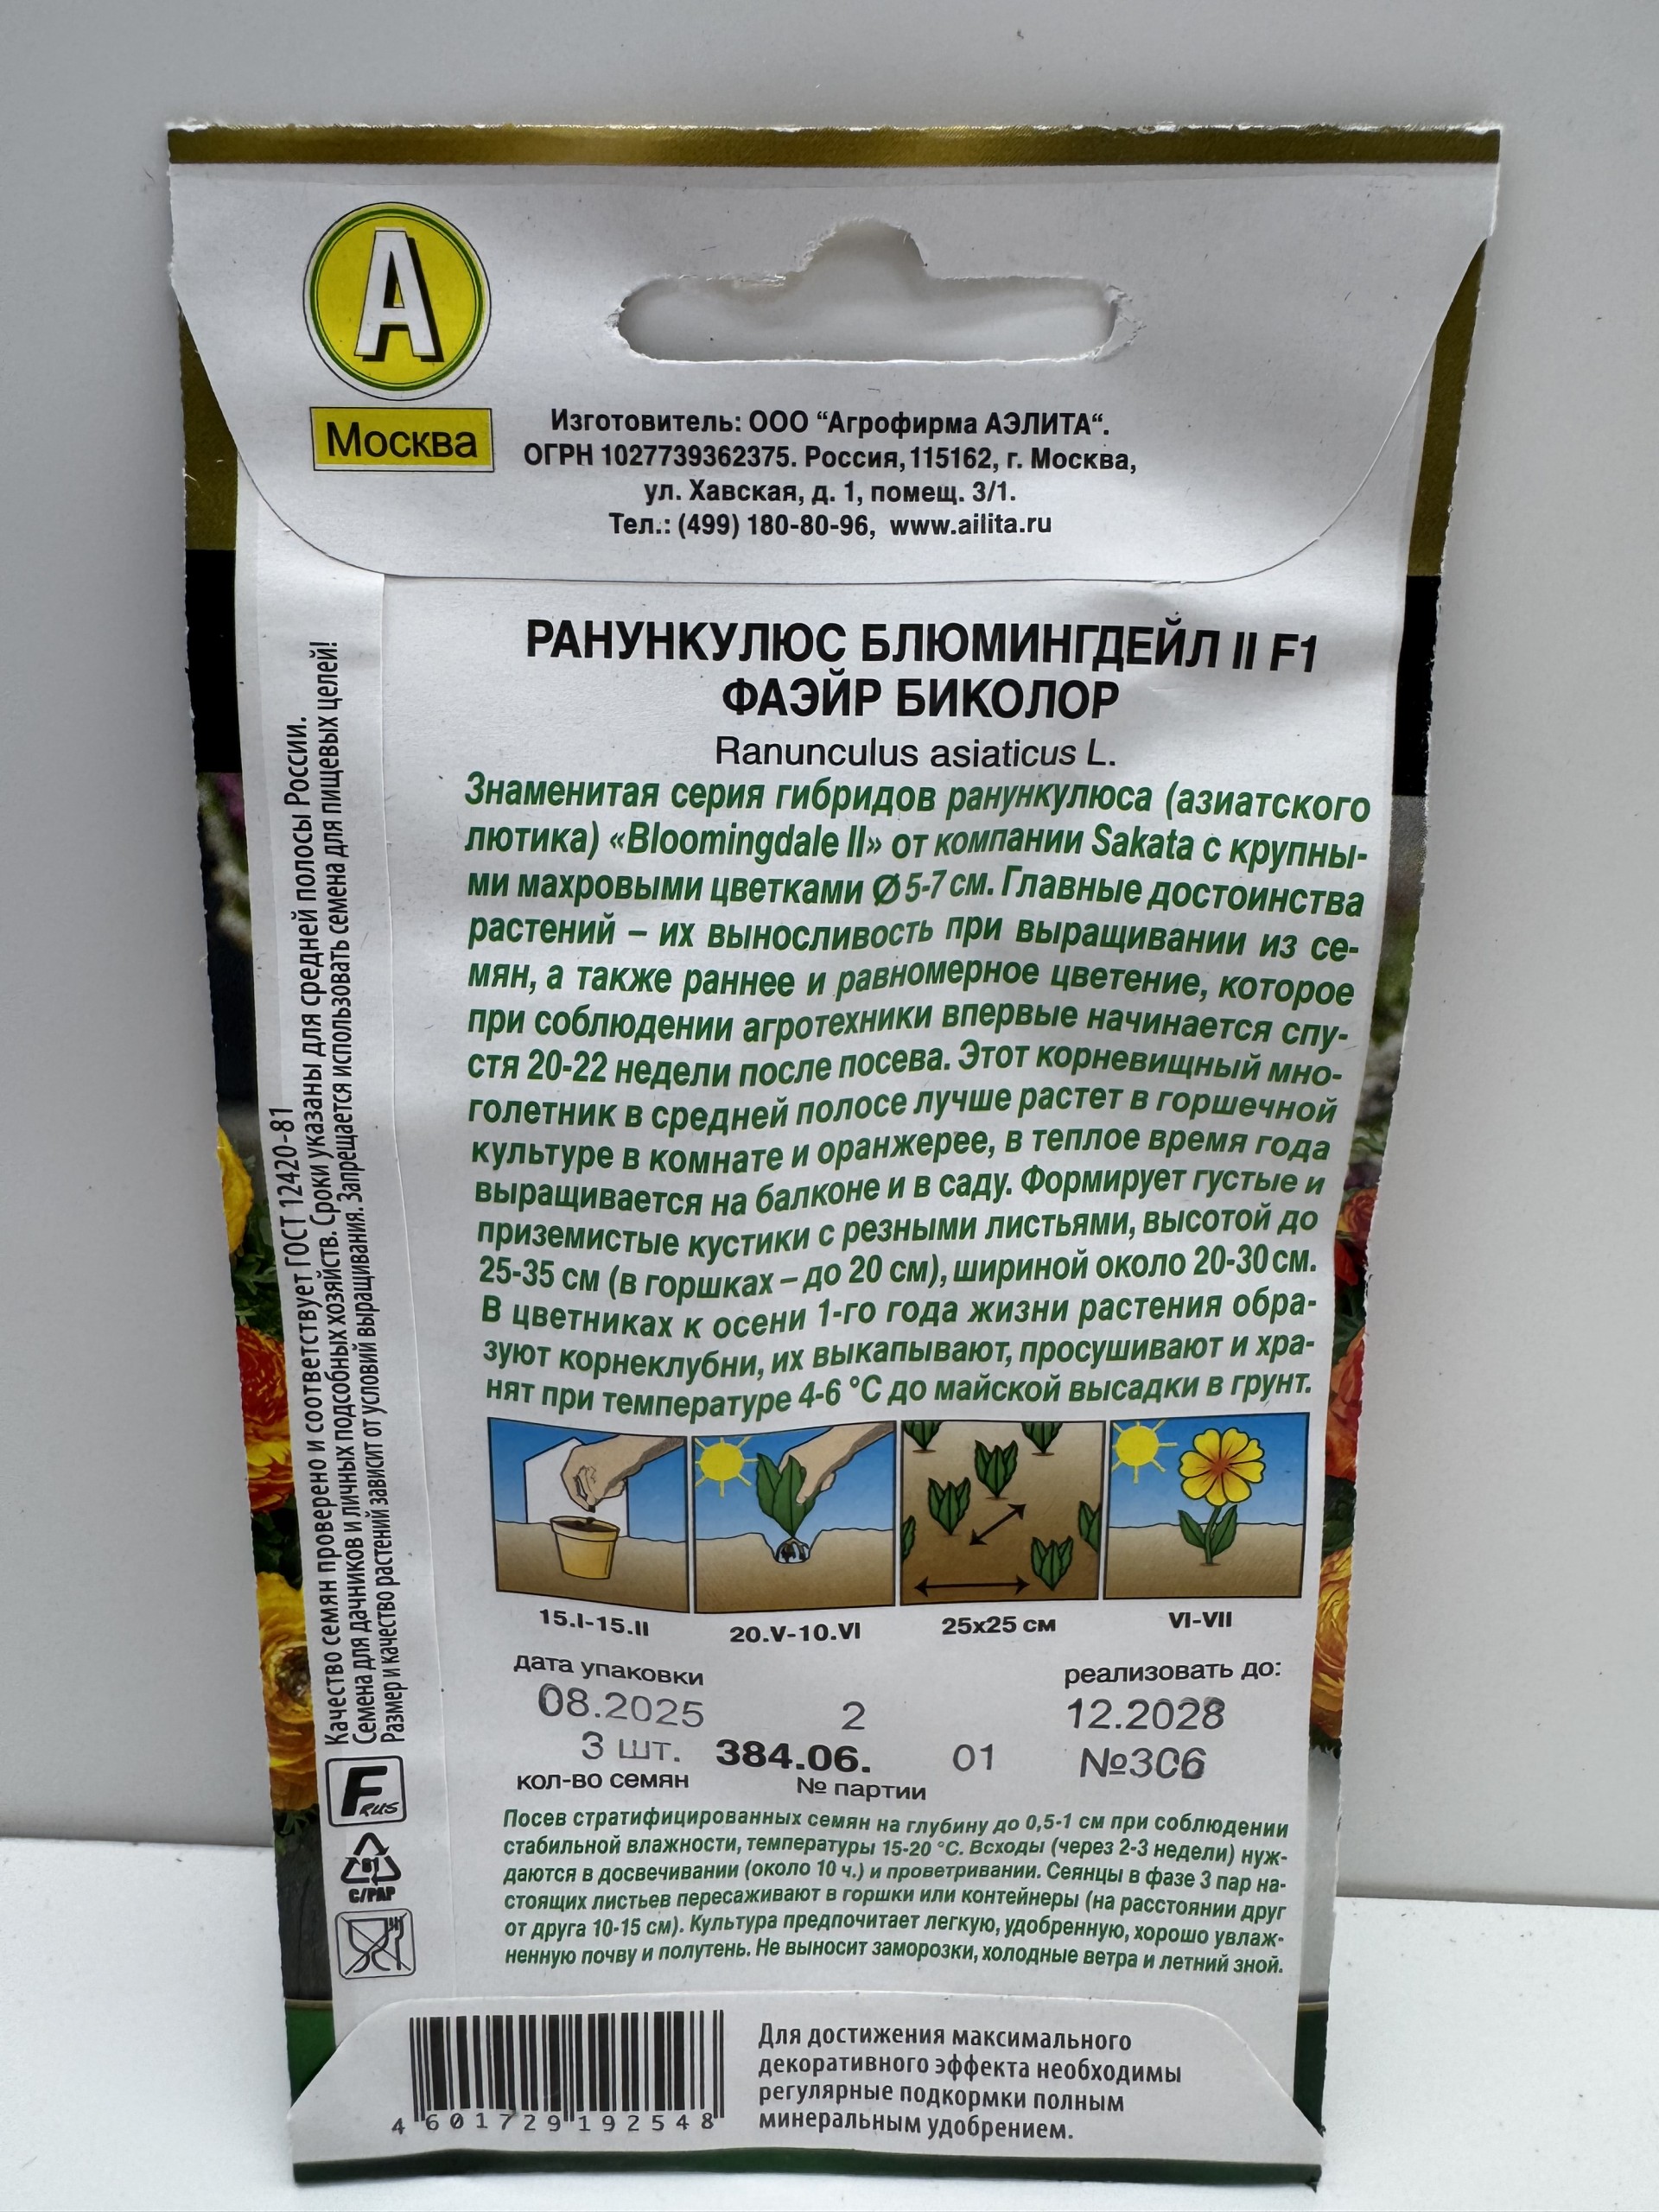 А
Москва
Изготовитель: ООО “Агрофирма АЭЛИТА“.
ОГРН 1027739362375. Россия, 115162, г. Москва,
ул. Хавская, д. 1, помещ. 3/1.
Тел.: (499) 180-80-96, www.ailita.ru
РАНУНКУЛЮС БЛЮМИНГДЕЙЛ II F1
ФАЭЙР БИКОЛОР
Ranunculus asiaticus L.
Знаменитая серия гибридов ранункулюса (азиатского
лютика) «Bloomingdale II» от компании Sakata с крупны-
ми махровыми цветками Ø 5-7 см. Главные достоинства
растений – их выносливость при выращивании из се-
мян, а также раннее и равномерное цветение, которое
при соблюдении агротехники впервые начинается спу-
стя 20-22 недели после посева. Этот корневищный мно-
голетник в средней полосе лучше растет в горшечной
культуре в комнате и оранжерее, в теплое время года
выращивается на балконе и в саду. Формирует густые и
приземистые кустики с резными листьями, высотой до
25-35 см (в горшках – до 20 см), шириной около 20-30 см.
В цветниках к осени 1-го года жизни растения обра-
зуют корнеклубни, их выкапывают, просушивают и хра-
нят при температуре 4-6 °С до майской высадки в грунт.
15.I-15.II
20.V-10.VI
25x25 см
VI-VII
дата упаковки
реализовать до:
08.2025
2
12.2028
3 шт.
384.06.
01
№306
кол-во семян
№ партии
Посев стратифицированных семян на глубину до 0,5-1 см при соблюдении
стабильной влажности, температуры 15-20 °С. Всходы (через 2-3 недели) нуж-
даются в досвечивании (около 10 ч.) и проветривании. Сеянцы в фазе 3 пар на-
стоящих листьев пересаживают в горшки или контейнеры (на расстоянии друг
от друга 10-15 см). Культура предпочитает легкую, удобренную, хорошо увлаж-
ненную почву и полутень. Не выносит заморозки, холодные ветра и летний зной.
Качество семян проверено и соответствует ГОСТ 12420-81
Семена для дачников и личных подсобных хозяйств. Сроки указаны для средней полосы России.
Размер и качество растений зависит от условий выращивания. Запрещается использовать семена для пищевых целей!
F RUS
81
C/PAP
4 601729 192548
Для достижения максимального
декоративного эффекта необходимы
регулярные подкормки полным
минеральным удобрением.